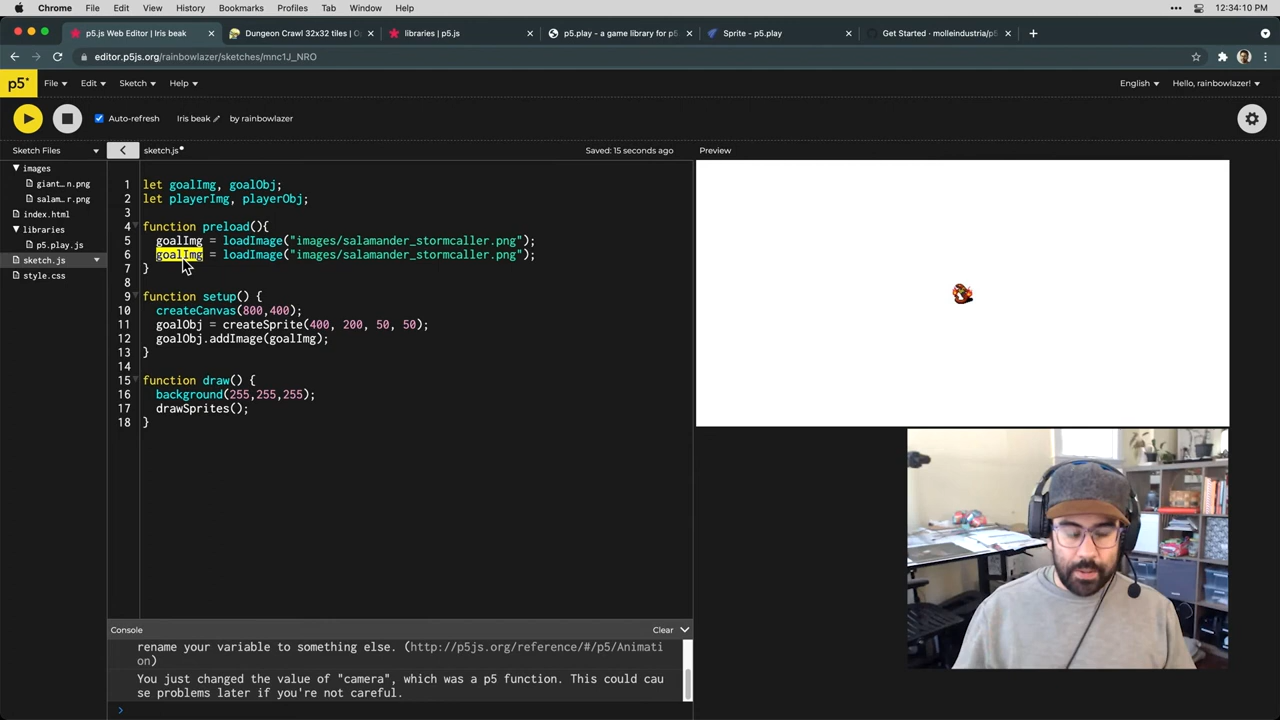 Chrome File Edit View History Bookmarks Profiles Tab Window Help 12:34:10 PM
p5.js Web Editor | Iris beak
Dungeon Crawl 32x32 tiles | O
libraries | p5.js
p5.play - a game library for p5
Sprite - p5.play
Get Started - molleindustria/p5
editor.p5js.org/rainbowlazer/sketches/mnc1J_NRO
p5* File Edit Sketch Help English Hello, rainbowlazer!
Auto-refresh Iris beak by rainbowlazer
Sketch Files sketch.js Saved: 15 seconds ago Preview
images
giant…n.png
salam…r.png
index.html
libraries
p5.play.js
sketch.js
style.css
1 let goalImg, goalObj;
2 let playerImg, playerObj;
3
4 function preload(){
5 goalImg = loadImage("images/salamander_stormcaller.png");
6 goalImg = loadImage("images/salamander_stormcaller.png");
7 }
8
9 function setup() {
10 createCanvas(800,400);
11 goalObj = createSprite(400, 200, 50, 50);
12 goalObj.addImage(goalImg);
13 }
14
15 function draw() {
16 background(255,255,255);
17 drawSprites();
18 }
Console Clear
rename your variable to something else. (http://p5js.org/reference/#/p5/Animati
on)
You just changed the value of "camera", which was a p5 function. This could cau
se problems later if you're not careful.
>